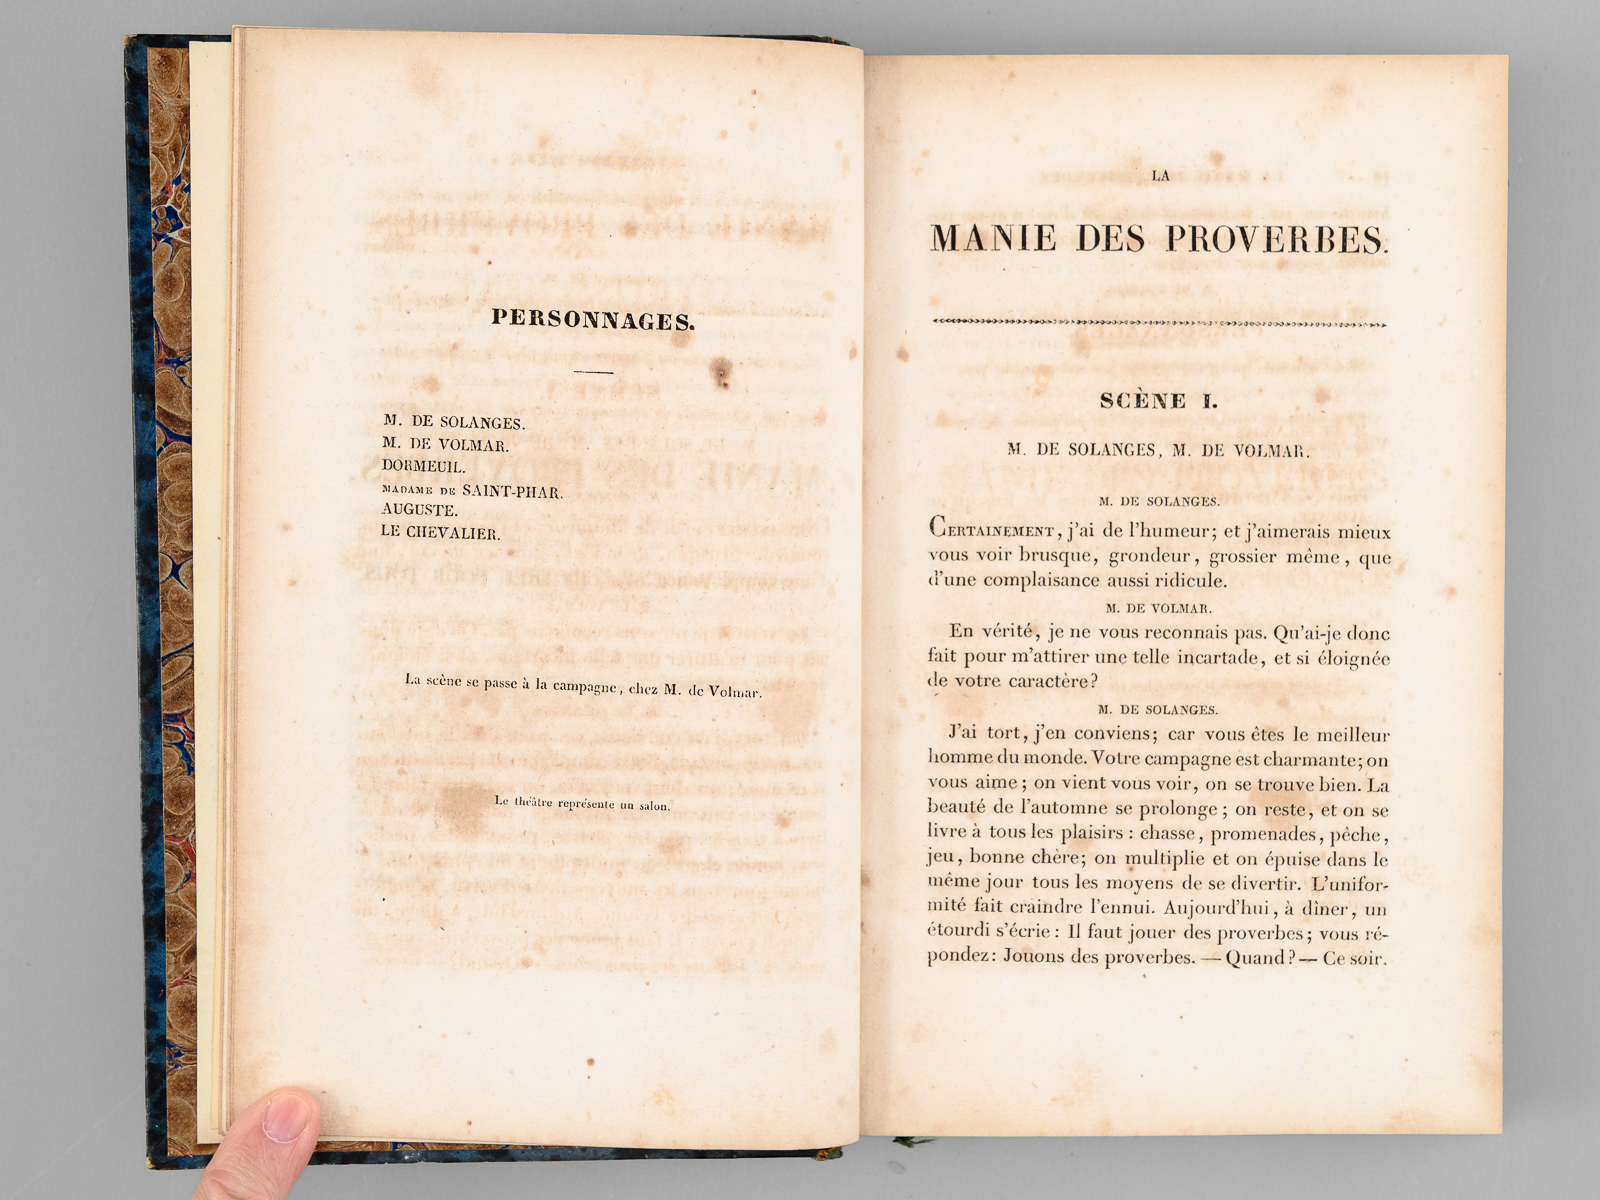 PERSONNAGES.
M. DE SOLANGES.
M. DE VOLMAR.
DORMEUIL.
MADAME DE SAINT-PHAR.
AUGUSTE.
LE CHEVALIER.
La scène se passe à la campagne, chez M. de Volmar.
Le théâtre représente un salon.
LA
MANIE DES PROVERBES.
SCÈNE I.
M. DE SOLANGES, M. DE VOLMAR.
M. DE SOLANGES.
CERTAINEMENT, j'ai de l'humeur; et j'aimerais mieux
vous voir brusque, grondeur, grossier même, que
d'une complaisance aussi ridicule.
M. DE VOLMAR.
En vérité, je ne vous reconnais pas. Qu'ai-je donc
fait pour m'attirer une telle incartade, et si éloignée
de votre caractère?
M. DE SOLANGES.
J'ai tort, j'en conviens; car vous êtes le meilleur
homme du monde. Votre campagne est charmante; on
vous aime; on vient vous voir, on se trouve bien. La
beauté de l'automne se prolonge; on reste, et on se
livre à tous les plaisirs: chasse, promenades, pêche,
jeu, bonne chère; on multiplie et on épuise dans le
même jour tous les moyens de se divertir. L'unifor-
mité fait craindre l'ennui. Aujourd'hui, à dîner, un
étourdi s'écrie: Il faut jouer des proverbes; vous ré-
pondez: Jouons des proverbes. — Quand? — Ce soir.